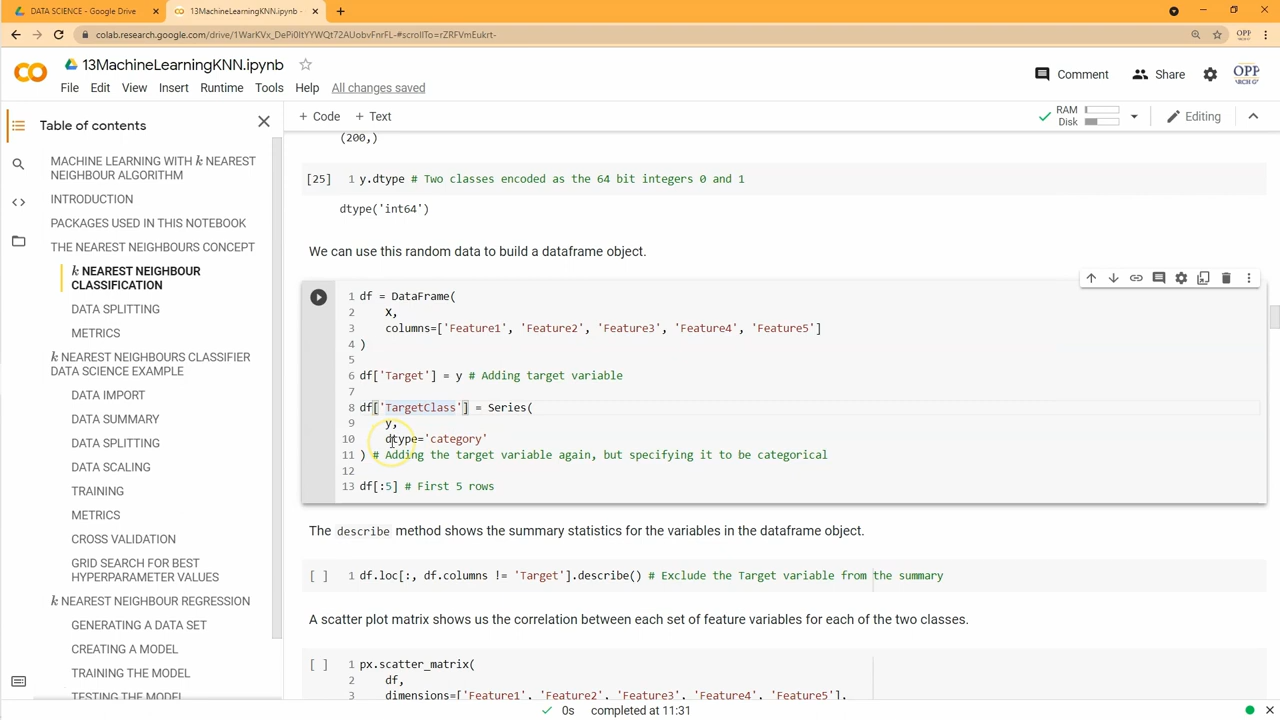 DATA SCIENCE - Google Drive
13MachineLearningKNN.ipynb -
colab.research.google.com/drive/1WarKVx_DePi0ItYYWQt72AUobvFnrFL-#scrollTo=rZRFVmEukrt-
OPP
13MachineLearningKNN.ipynb
File Edit View Insert Runtime Tools Help All changes saved
Comment Share
OPP
Table of contents
+ Code + Text
RAM
Disk
Editing
MACHINE LEARNING WITH k NEAREST
NEIGHBOUR ALGORITHM
INTRODUCTION
PACKAGES USED IN THIS NOTEBOOK
THE NEAREST NEIGHBOURS CONCEPT
k NEAREST NEIGHBOUR
CLASSIFICATION
DATA SPLITTING
METRICS
k NEAREST NEIGHBOURS CLASSIFIER
DATA SCIENCE EXAMPLE
DATA IMPORT
DATA SUMMARY
DATA SPLITTING
DATA SCALING
TRAINING
METRICS
CROSS VALIDATION
GRID SEARCH FOR BEST
HYPERPARAMETER VALUES
k NEAREST NEIGHBOUR REGRESSION
GENERATING A DATA SET
CREATING A MODEL
TRAINING THE MODEL
TESTING THE MODEL
(200,)
[25] 1 y.dtype # Two classes encoded as the 64 bit integers 0 and 1
dtype('int64')
We can use this random data to build a dataframe object.
1 df = DataFrame(
2 X,
3 columns=['Feature1', 'Feature2', 'Feature3', 'Feature4', 'Feature5']
4 )
5
6 df['Target'] = y # Adding target variable
7
8 df['TargetClass'] = Series(
9 y,
10 dtype='category'
11 ) # Adding the target variable again, but specifying it to be categorical
12
13 df[:5] # First 5 rows
The describe method shows the summary statistics for the variables in the dataframe object.
[ ] 1 df.loc[:, df.columns != 'Target'].describe() # Exclude the Target variable from the summary
A scatter plot matrix shows us the correlation between each set of feature variables for each of the two classes.
[ ] 1 px.scatter_matrix(
2 df,
3 dimensions=['Feature1', 'Feature2', 'Feature3', 'Feature4', 'Feature5'],
0s completed at 11:31